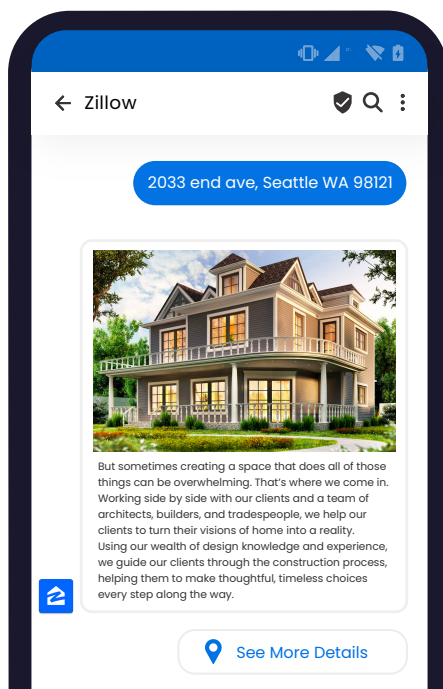 Zillow
2033 end ave, Seattle WA 98121
But sometimes creating a space that does all of those
things can be overwhelming. That's where we come in.
Working side by side with our clients and a team of
architects, builders, and tradespeople, we help our
clients to turn their visions of home into a reality.
Using our wealth of design knowledge and experience,
we guide our clients through the construction process,
helping them to make thoughtful, timeless choices
every step along the way.
See More Details